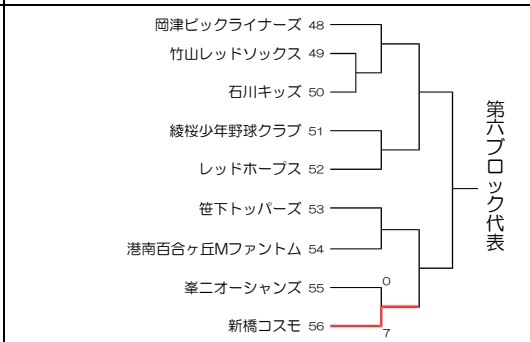 岡津ビックライナーズ 48
竹山レッドソックス 49
石川キッズ 50
綾桜少年野球クラブ 51
レッドホープス 52
笹下トッパーズ 53
港南百合ヶ丘Mファントム 54
峯二オーシャンズ 55
新橋コスモ 56
0
7
第六ブロック代表